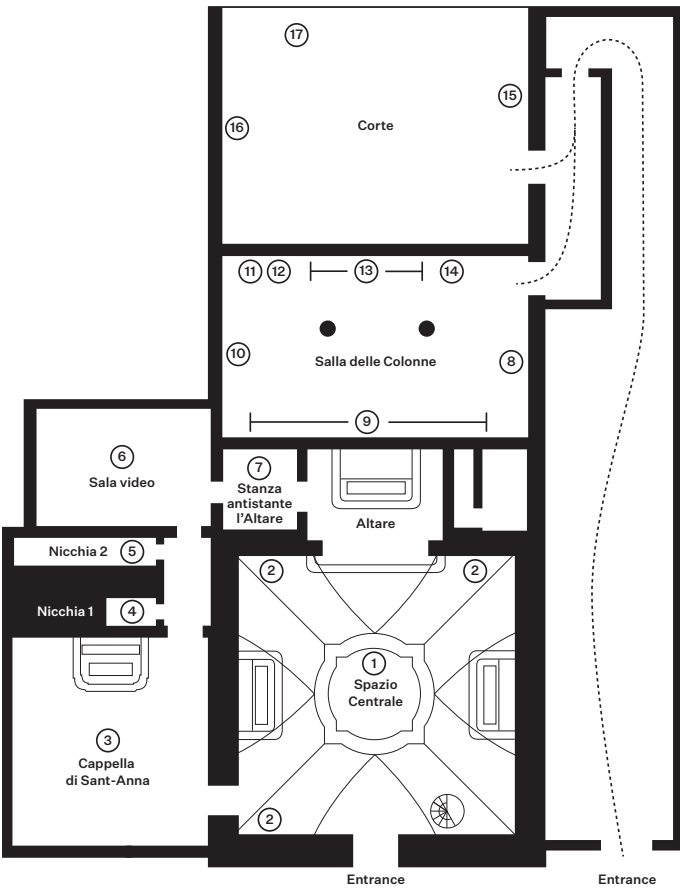 17
15
16
Corte
11
12
13
14
10
Salla delle Colonne
8
9
6
Sala video
7
Stanza
antistante
l'Altare
Altare
Nicchia 2
5
2
2
Nicchia 1
4
1
Spazio
Centrale
3
Cappella
di Sant-Anna
2
Entrance
Entrance